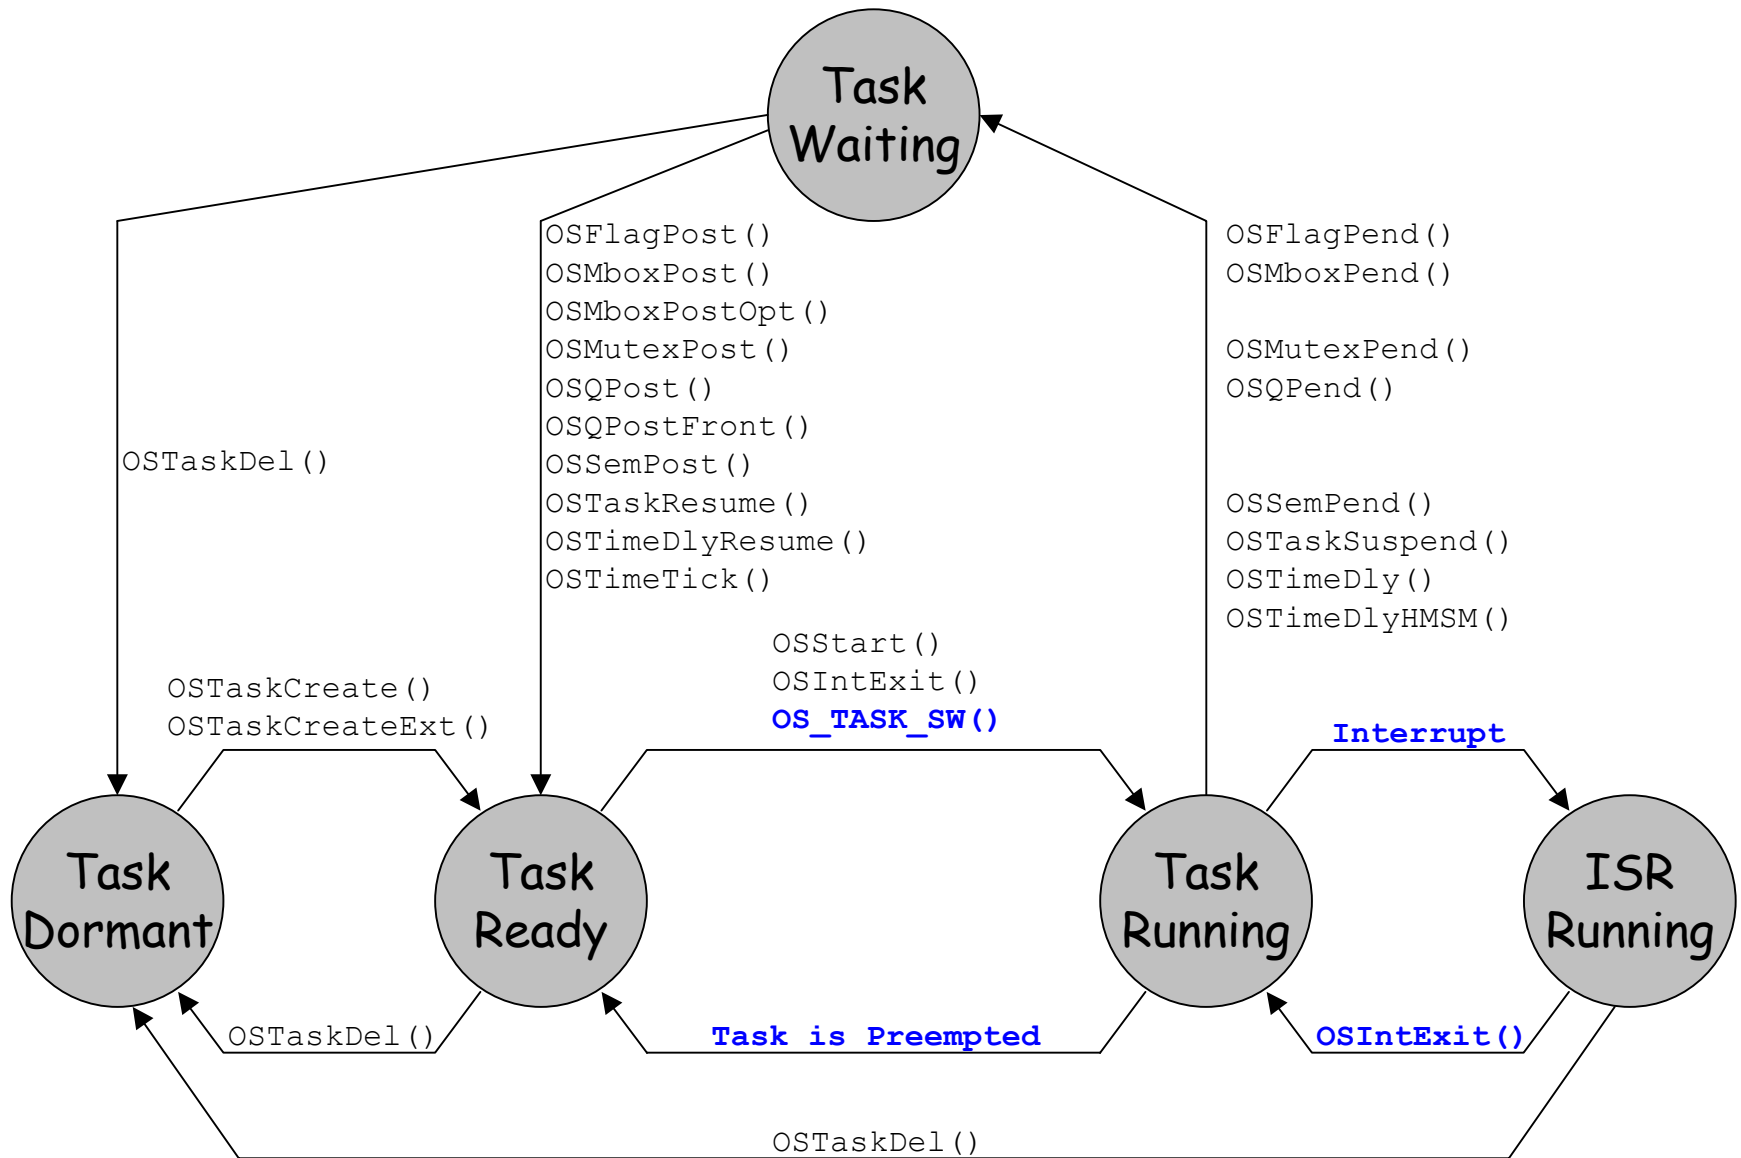 Task
Waiting
OSFlagPost()
OSMboxPost()
OSMboxPostOpt()
OSMutexPost()
OSQPost()
OSQPostFront()
OSSemPost()
OSTaskResume()
OSTimeDlyResume()
OSTimeTick()
OSFlagPend()
OSMboxPend()
OSMutexPend()
OSQPend()
OSSemPend()
OSTaskSuspend()
OSTimeDly()
OSTimeDlyHMSM()
OSTaskDel()
OSTaskCreate()
OSTaskCreateExt()
OSStart()
OSIntExit()
OS_TASK_SW()
Interrupt
Task
Dormant
Task
Ready
Task
Running
ISR
Running
OSTaskDel()
Task is Preempted
OSIntExit()
OSTaskDel()